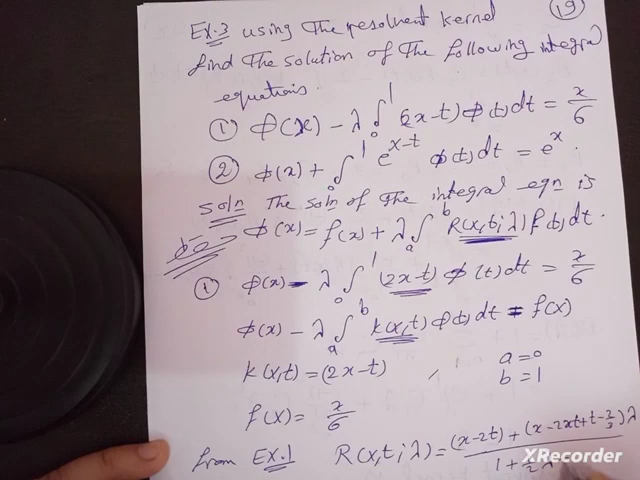 19
EX.3 using The resolvent kernel
find The solution of The following integral
equations.
① ϕ(x) - λ ∫₀¹ (2x-t) ϕ(t) dt = x/6
② ϕ(x) + ∫₀¹ e^(x-t) ϕ(t) dt = e^x.
soln The soln of The integral eqn is
ϕ(x) = f(x) + λ ∫ₐᵇ R(x,t;λ) f(t) dt.
① ϕ(x) - λ ∫₀¹ (2x-t) ϕ(t) dt = x/6
ϕ(x) - λ ∫ₐᵇ k(x,t) ϕ(t) dt = f(x)
k(x,t) = (2x-t) , a=0
b=1
f(x) = x/6
from EX.1 R(x,t;λ) = (x-2t) + (x-2xt+t-2/3)λ
1 + λ/2
XRecorder